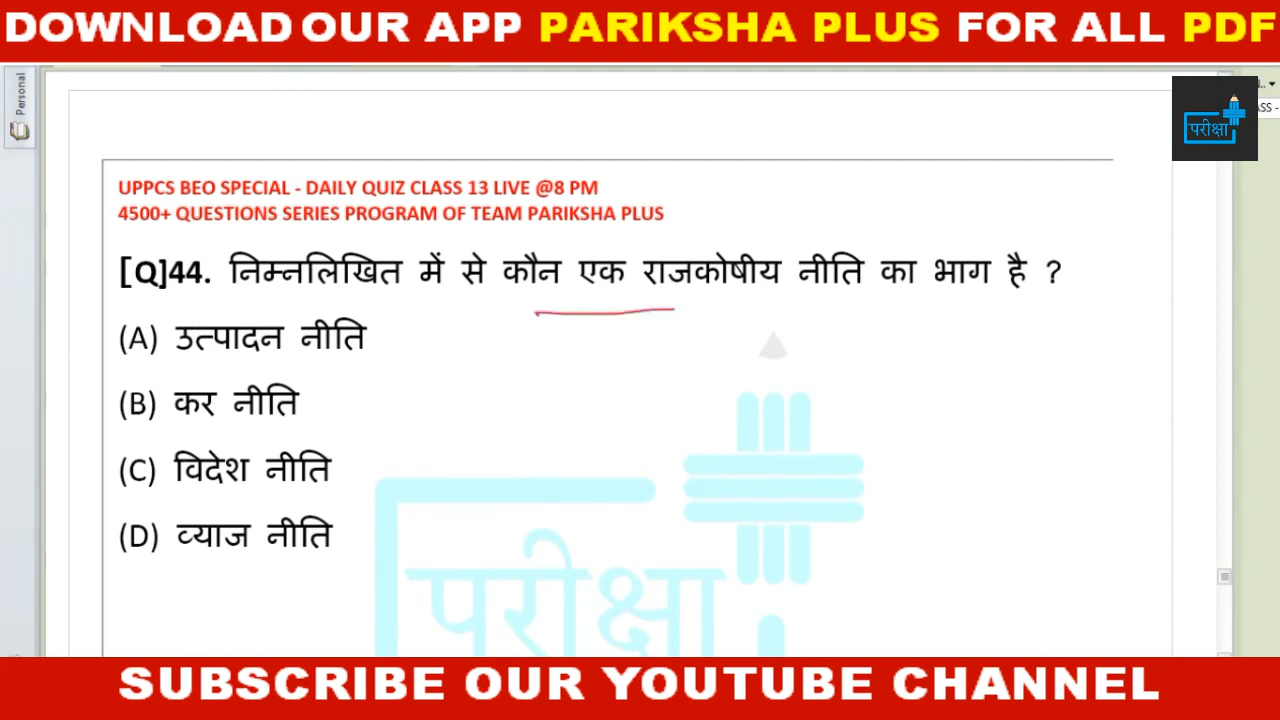 DOWNLOAD OUR APP PARIKSHA PLUS FOR ALL PDF
Personal
परीक्षा
UPPCS BEO SPECIAL - DAILY QUIZ CLASS 13 LIVE @8 PM
4500+ QUESTIONS SERIES PROGRAM OF TEAM PARIKSHA PLUS
[Q]44. निम्नलिखित में से कौन एक राजकोषीय नीति का भाग है ?
(A) उत्पादन नीति
(B) कर नीति
(C) विदेश नीति
(D) व्याज नीति
परीक्षा
SUBSCRIBE OUR YOUTUBE CHANNEL